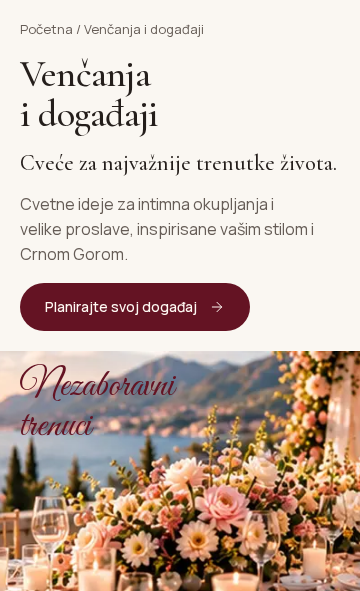 Početna / Venčanja i događaji
Venčanja
i događaji
Cveće za najvažnije trenutke života.
Cvetne ideje za intimna okupljanja i
velike proslave, inspirisane vašim stilom i
Crnom Gorom.
Planirajte svoj događaj →
Nezaboravni
trenuci